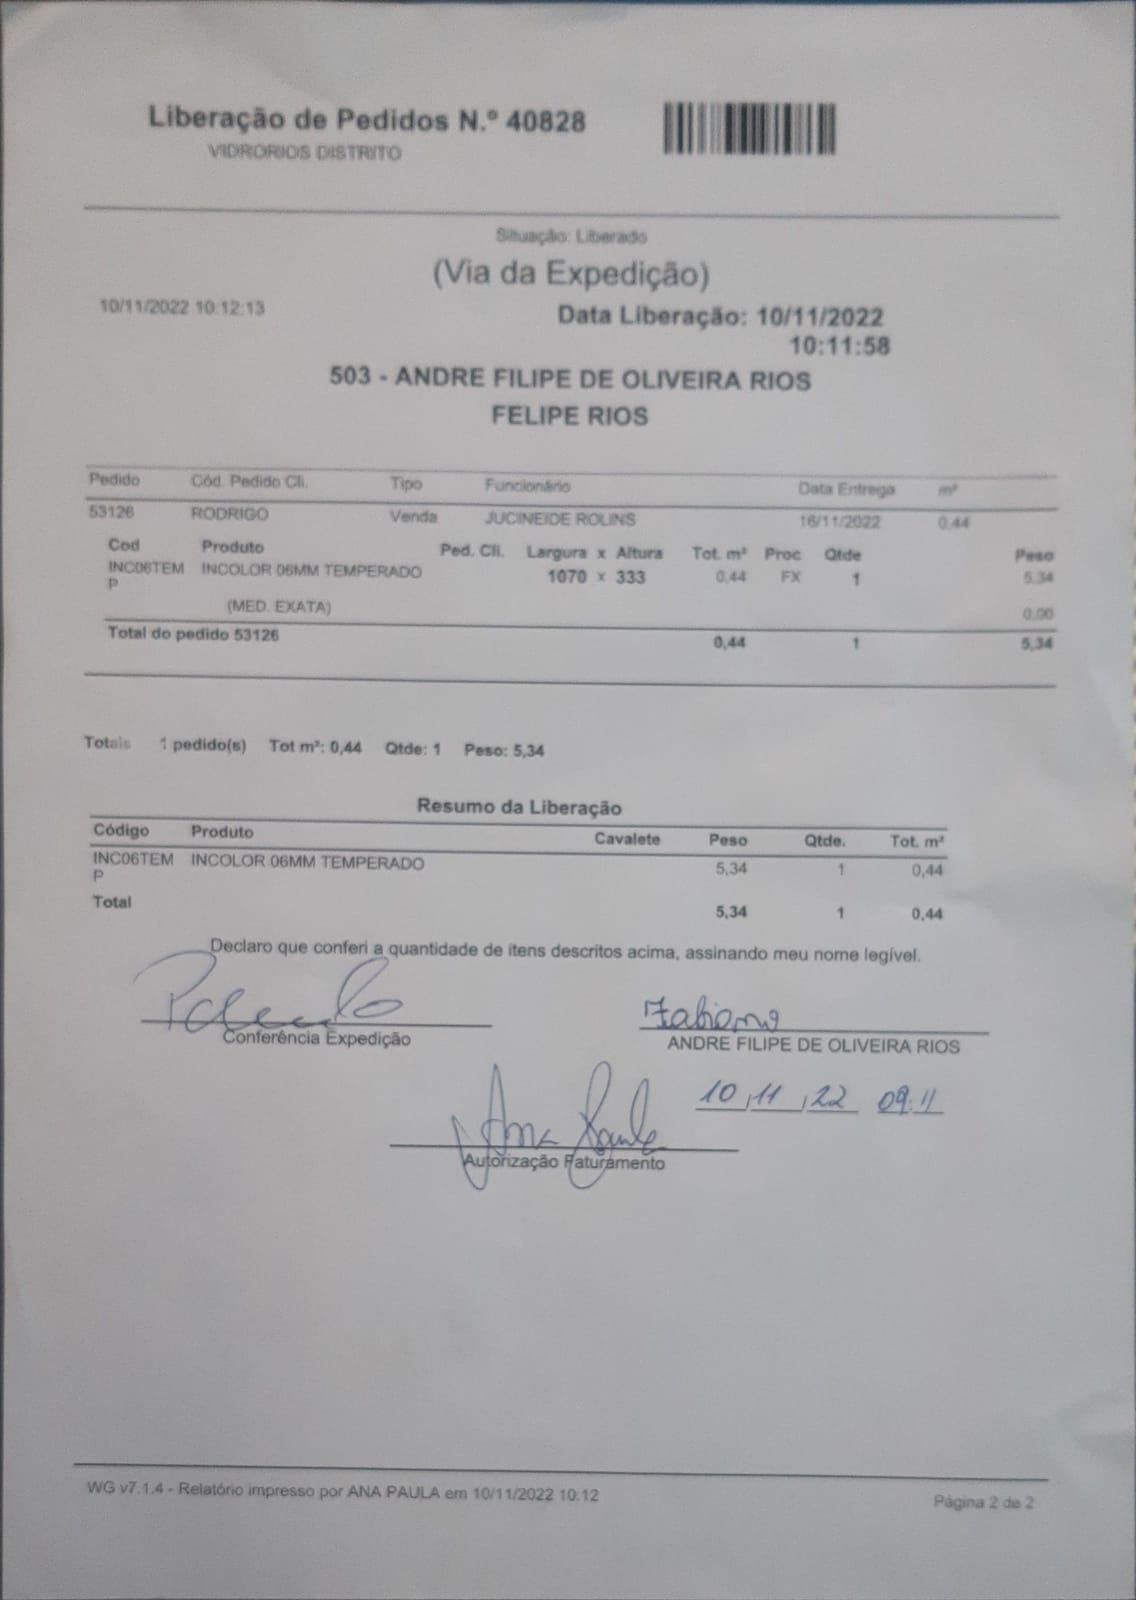 Liberação de Pedidos N.º 40828
VIDRORIOS DISTRITO
Situação: Liberado
(Via da Expedição)
10/11/2022 10:12:13
Data Liberação: 10/11/2022
10:11:58
503 - ANDRE FILIPE DE OLIVEIRA RIOS
FELIPE RIOS
Pedido Cód. Pedido Cli. Tipo Funcionário Data Entrega m²
53126 RODRIGO Venda JUCINEIDE ROLINS 16/11/2022 0,44
Cod Produto Ped. Cli. Largura x Altura Tot. m² Proc Qtde Peso
INC06TEM INCOLOR 06MM TEMPERADO 1070 x 333 0,44 FX 1 5,34
P
(MED. EXATA) 0,00
Total do pedido 53126 0,44 1 5,34
Totais 1 pedido(s) Tot m²: 0,44 Qtde: 1 Peso: 5,34
Resumo da Liberação
Código Produto Cavalete Peso Qtde. Tot. m²
INC06TEM INCOLOR 06MM TEMPERADO 5,34 1 0,44
P
Total 5,34 1 0,44
Declaro que conferi a quantidade de itens descritos acima, assinando meu nome legível.
Fabiano
Conferência Expedição
ANDRE FILIPE DE OLIVEIRA RIOS
10/11/22 09:11
Ana Paula
Autorização Faturamento
WG v7.1.4 - Relatório impresso por ANA PAULA em 10/11/2022 10:12
Página 2 de 2